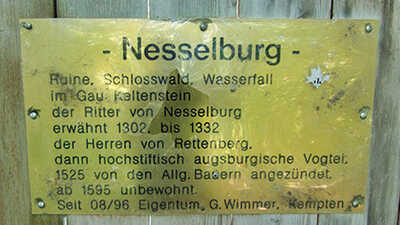 - Nesselburg -
Ruine, Schlosswald, Wasserfall
im Gau Keltenstein
der Ritter von Nesselburg
erwähnt 1302, bis 1332
der Herren von Rettenberg,
dann hochstiftisch augsburgische Vogtei,
1525 von den Allg. Bauern angezündet,
ab 1595 unbewohnt.
Seit 08/96 Eigentum, G. Wimmer, Kempten